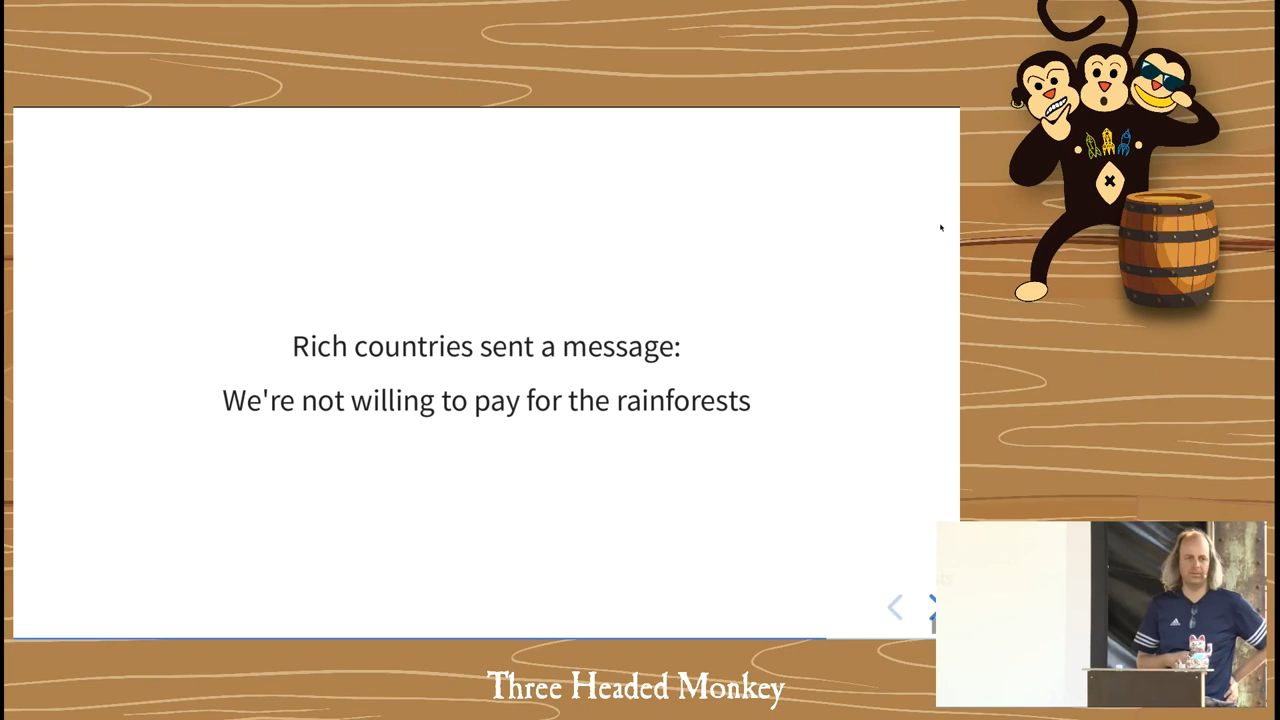 Rich countries sent a message:
We're not willing to pay for the rainforests
Three Headed Monkey